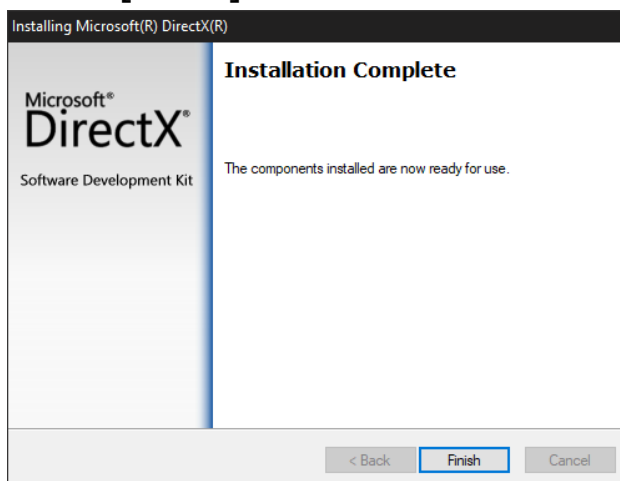 Installing Microsoft(R) DirectX(R)
Installation Complete
Microsoft®
DirectX®
Software Development Kit
The components installed are now ready for use.
< Back
Finish
Cancel